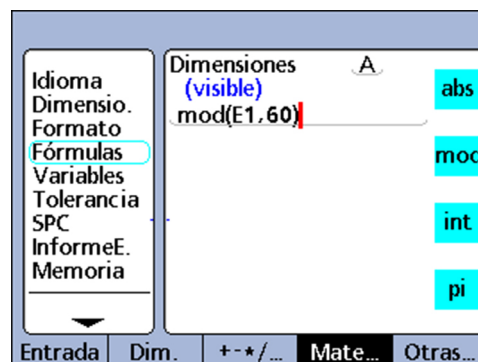 Idioma
Dimensio.
Formato
Fórmulas
Variables
Tolerancia
SPC
InformeE.
Memoria
Dimensiones A
(visible)
mod(E1,60)
abs
mod
int
pi
Entrada Dim. +-*/... Mate... Otras...